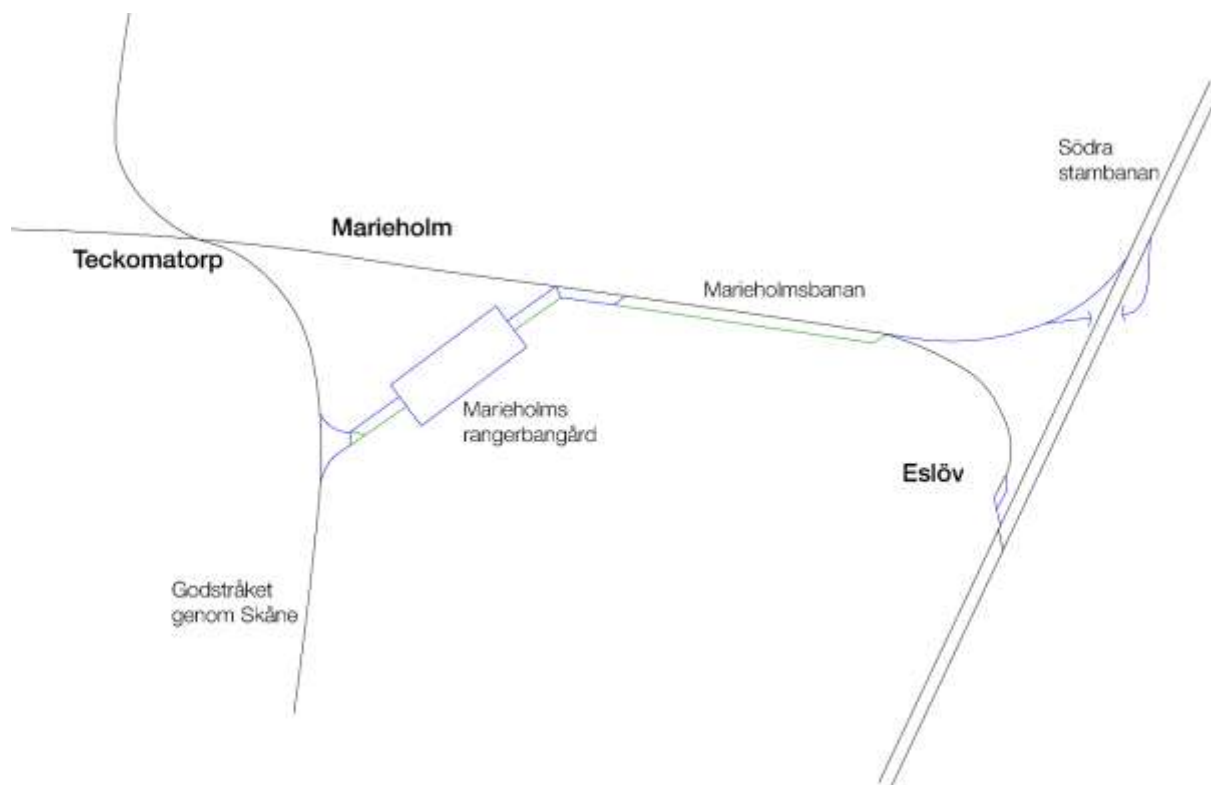 Södra
stambanan
Marieholm
Teckomatorp
Marieholmsbanan
Marieholms
rangerbangård
Eslöv
Godstråket
genom Skåne